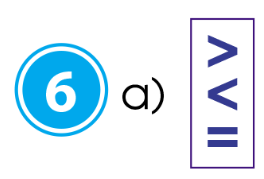 6 a)
>
<
=